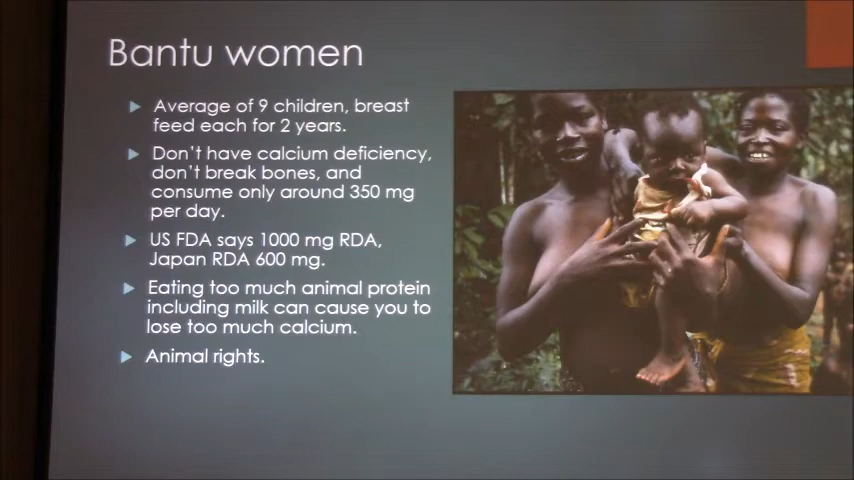 Bantu women
Average of 9 children, breast
feed each for 2 years.
Don't have calcium deficiency,
don't break bones, and
consume only around 350 mg
per day.
US FDA says 1000 mg RDA,
Japan RDA 600 mg.
Eating too much animal protein
including milk can cause you to
lose too much calcium.
Animal rights.